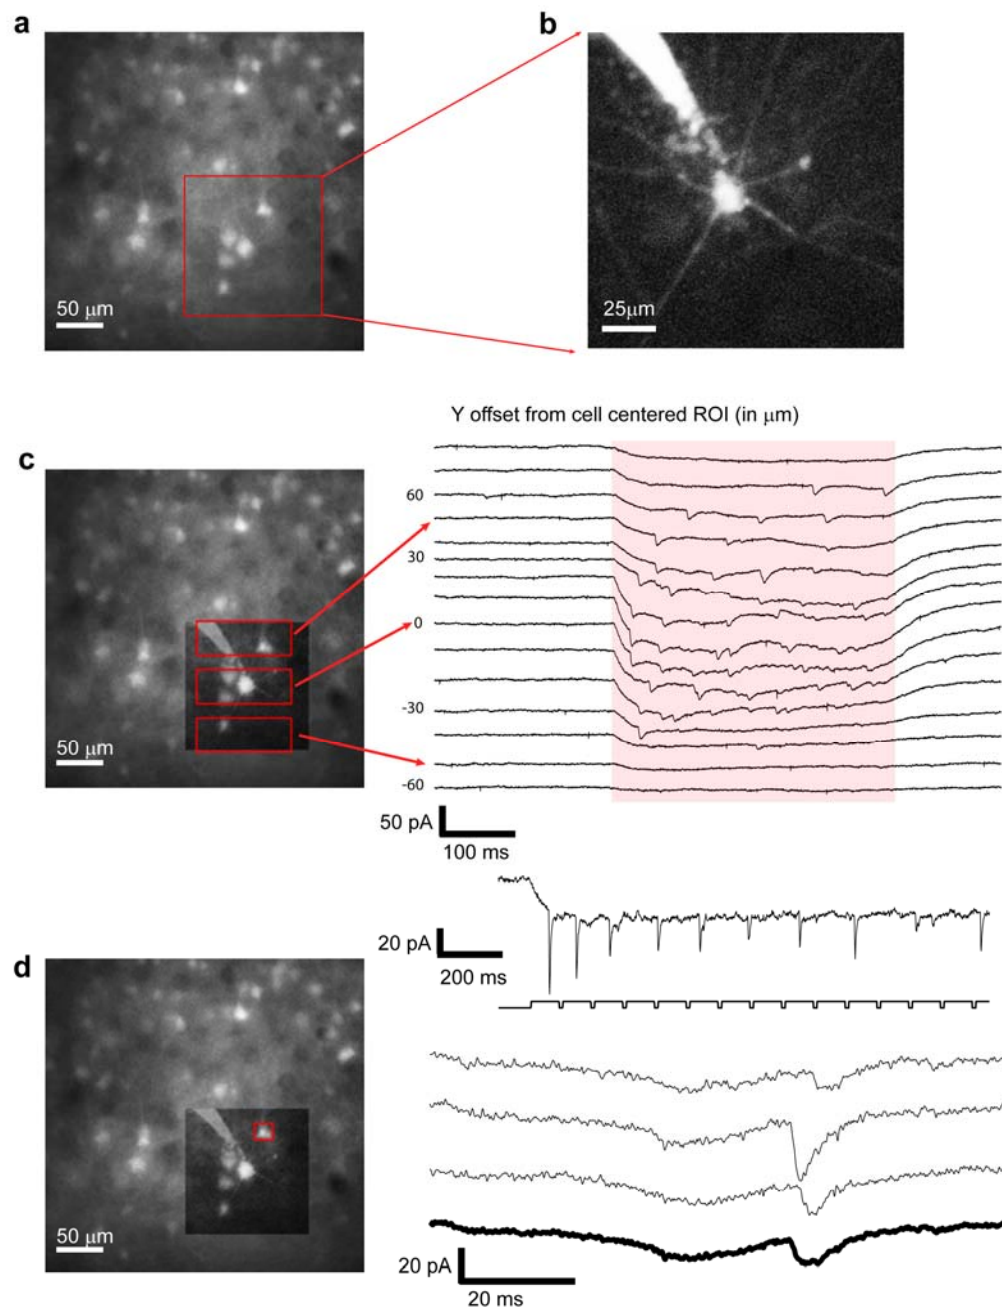 a
b
50 μm
25μm
Y offset from cell centered ROI (in μm)
c
60
30
0
-30
-60
50 μm
50 pA
100 ms
20 pA
200 ms
d
50 μm
20 pA
20 ms